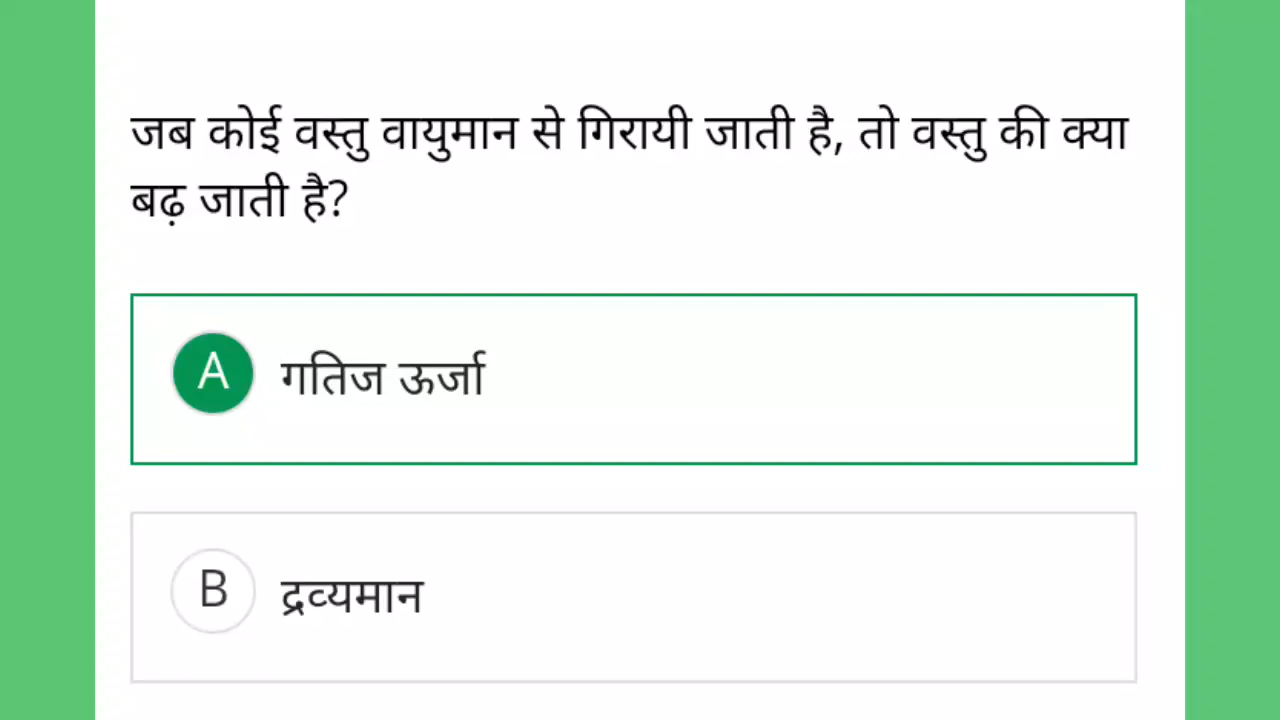 जब कोई वस्तु वायुमान से गिरायी जाती है, तो वस्तु की क्या
बढ़ जाती है?
A गतिज ऊर्जा
B द्रव्यमान